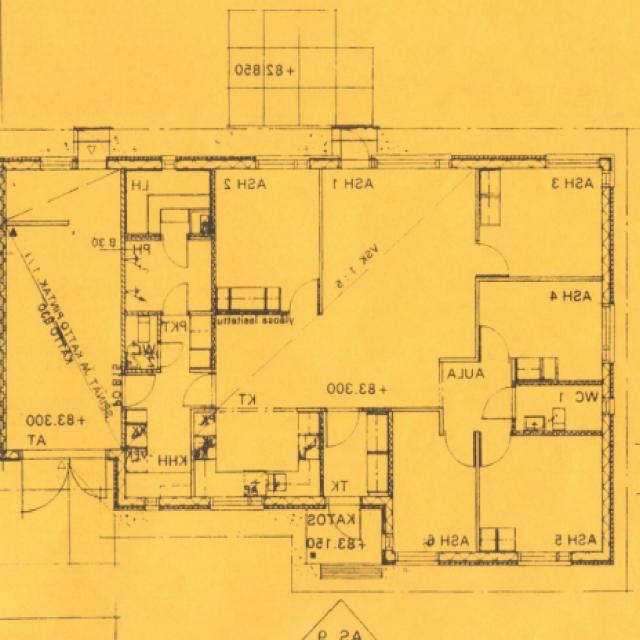 +82.850
LH
ASH 2
ASH 1
ASH 3
B 30
PH
VSK 1:5
ASH 4
PKT
yläosa lasitettu
AULA
+83.300
KT
WC 1
+83.300
AT
KHH
TK
KATOS
+83.150
ASH 6
ASH 5
AS 9